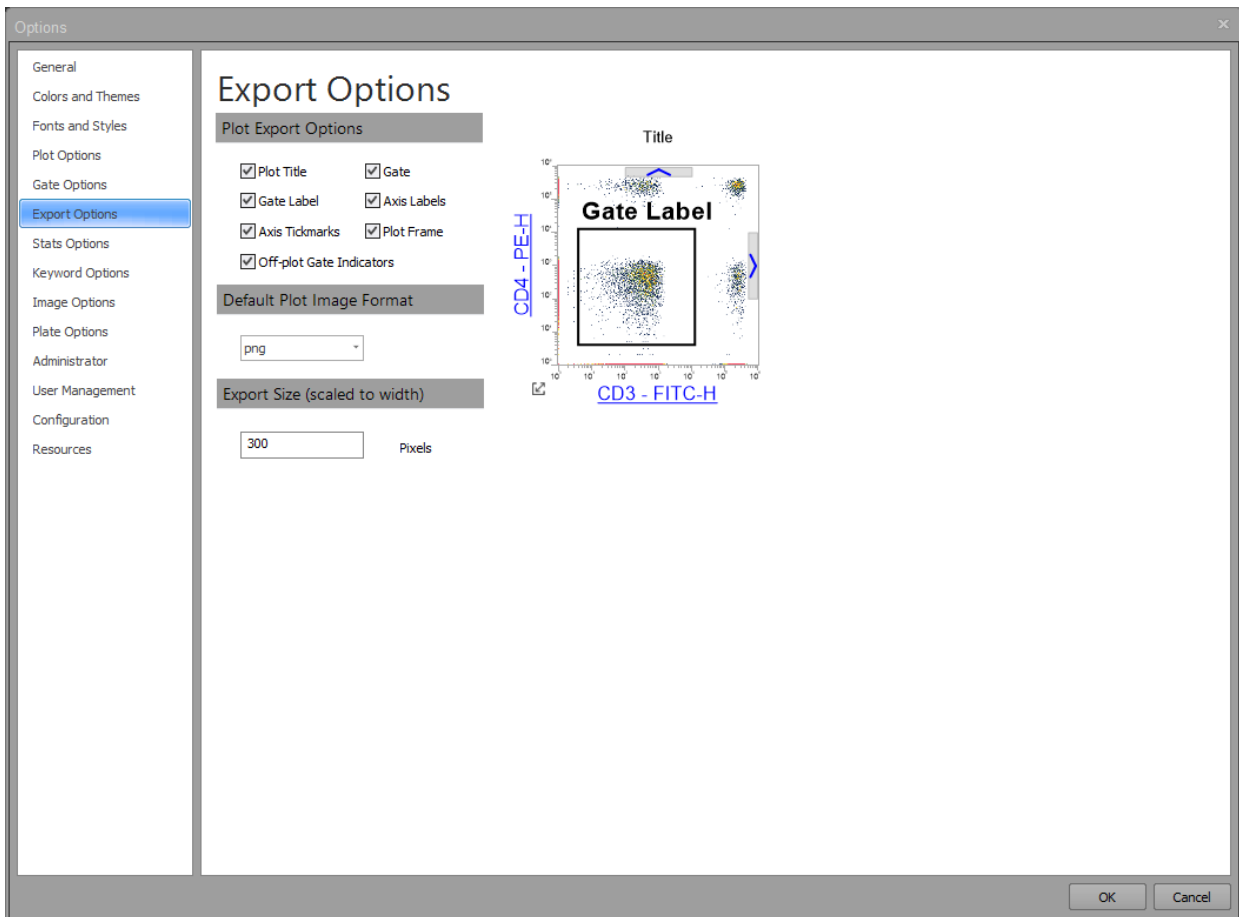 Options
General
Colors and Themes
Fonts and Styles
Plot Options
Gate Options
Export Options
Stats Options
Keyword Options
Image Options
Plate Options
Administrator
User Management
Configuration
Resources
Export Options
Plot Export Options
Plot Title
Gate
Gate Label
Axis Labels
Axis Tickmarks
Plot Frame
Off-plot Gate Indicators
Default Plot Image Format
png
Export Size (scaled to width)
300
Pixels
Title
Gate Label
CD4 - PE-H
CD3 - FITC-H
OK
Cancel